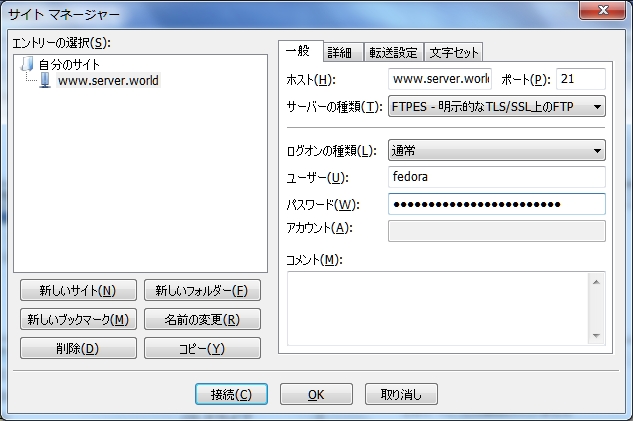 サイト マネージャー
エントリーの選択(S):
自分のサイト
www.server.world
新しいサイト(N)
新しいフォルダー(F)
新しいブックマーク(M)
名前の変更(R)
削除(D)
コピー(Y)
一般
詳細
転送設定
文字セット
ホスト(H):
www.server.worl
ポート(P):
21
サーバーの種類(T):
FTPES - 明示的なTLS/SSL上のFTP
ログオンの種類(L):
通常
ユーザー(U):
fedora
パスワード(W):
●●●●●●●●●●●●●●●●●●●●●●●●
アカウント(A):
コメント(M):
接続(C)
OK
取り消し